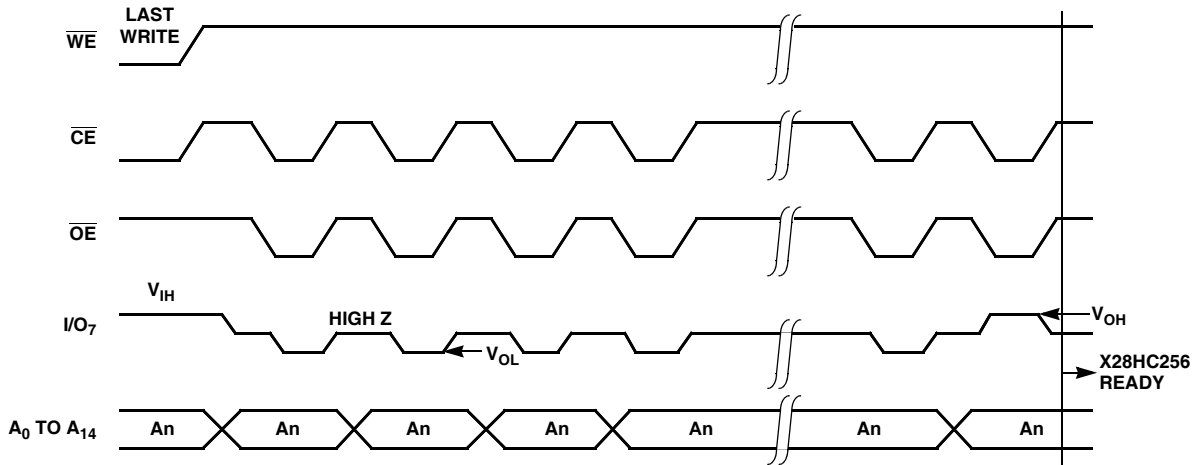 LAST
WRITE
WE
CE
OE
VIH
I/O7
HIGH Z
VOL
VOH
X28HC256
READY
A0 TO A14
An An An An An An An